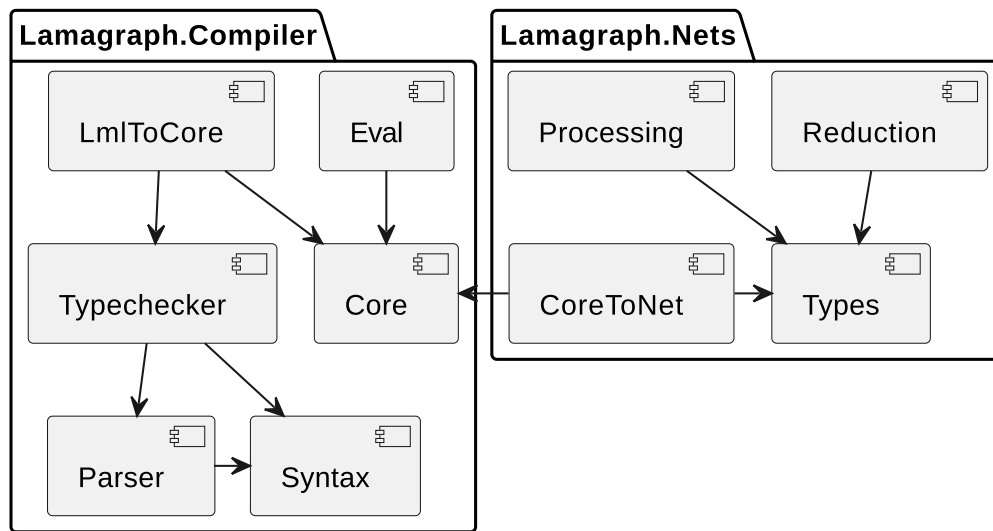 Lamagraph.Compiler
LmlToCore
Eval
Typechecker
Core
Parser
Syntax
Lamagraph.Nets
Processing
Reduction
CoreToNet
Types